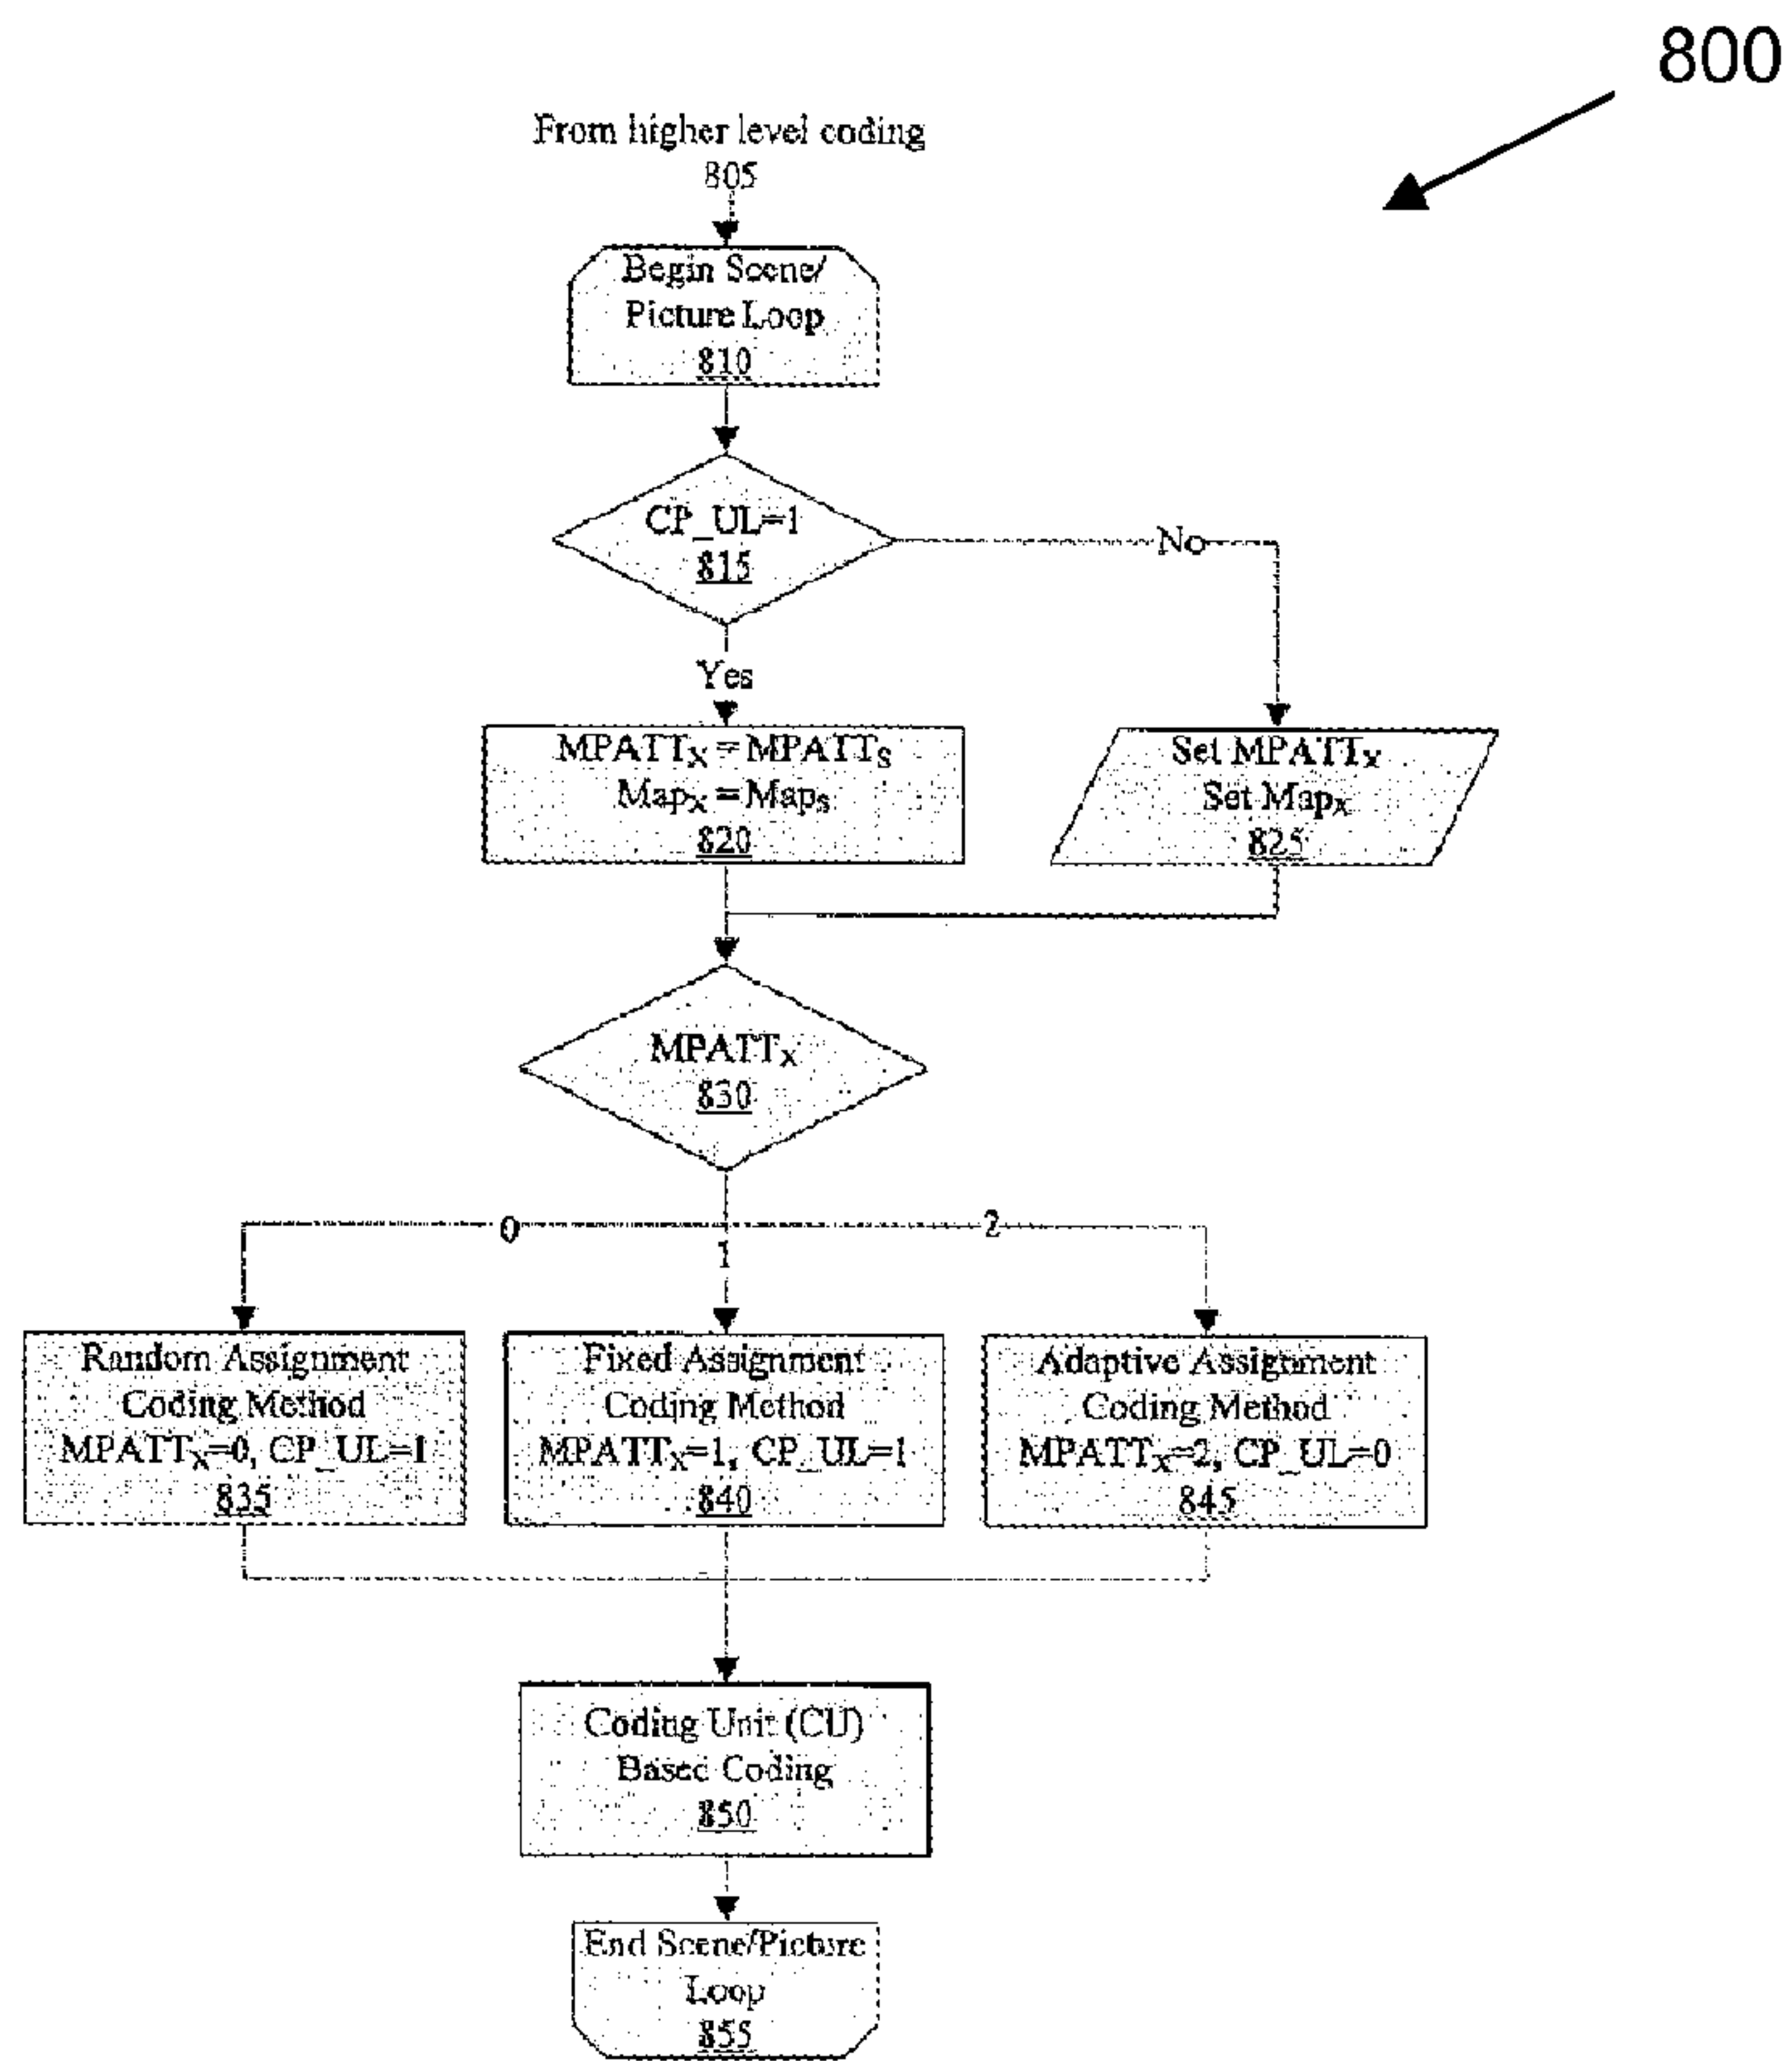 800
From higher level coding
805
Begin Scene/
Picture Loop
810
CP_UL=1
815
No
Yes
MPATTX = MPATTS
MapX = MapS
820
Set MPATTX
Set MapX
825
MPATTX
830
0
1
2
Random Assignment
Coding Method
MPATTX=0, CP_UL=1
835
Fixed Assignment
Coding Method
MPATTX=1, CP_UL=1
840
Adaptive Assignment
Coding Method
MPATTX=2, CP_UL=0
845
Coding Unit (CU)
Based Coding
850
End Scene/Picture
Loop
855